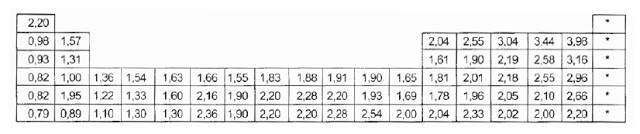 2,20 *
0,98 1,57 2,04 2,55 3,04 3.44 3,98 *
0,93 1,31 1,61 1,90 2,19 2,58 3,16 *
0,82 1,00 1,36 1,54 1,63 1,66 1,55 1,83 1,88 1,91 1,90 1,65 1,81 2,01 2,18 2,55 2,96 *
0,82 1,95 1,22 1,33 1,60 2,16 1,90 2,20 2,28 2,20 1,93 1,69 1,78 1,96 2,05 2,10 2,66 *
0,79 0,89 1,10 1,30 1,30 2,36 1,90 2,20 2,20 2,28 2,54 2,00 2,04 2,33 2,02 2,00 2,20 *